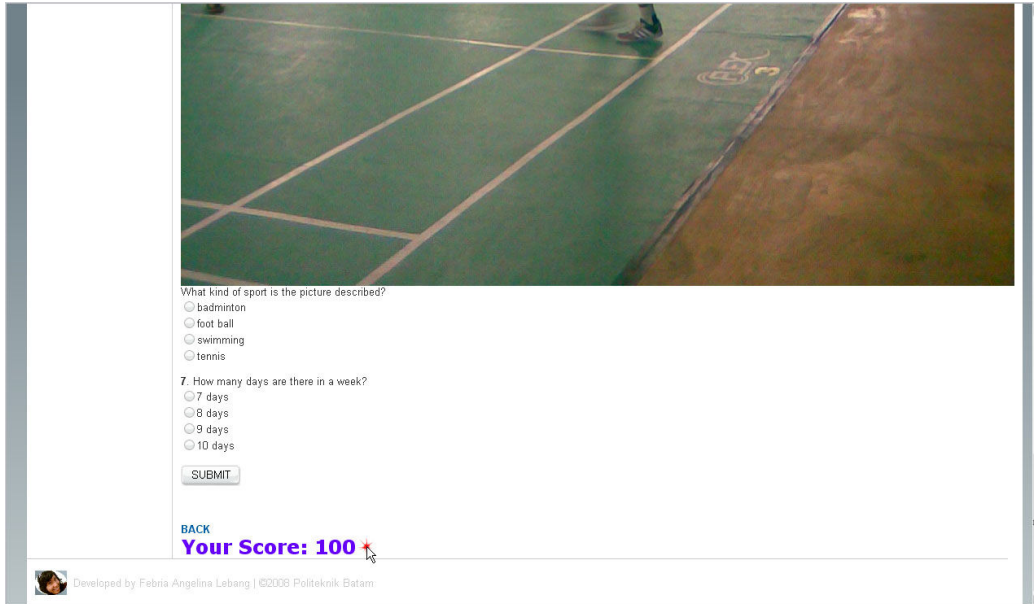 3
What kind of sport is the picture described?
badminton
foot ball
swimming
tennis
7. How many days are there in a week?
7 days
8 days
9 days
10 days
SUBMIT
BACK
Your Score: 100
Developed by Febria Angelina Lebang | ©2008 Politeknik Batam